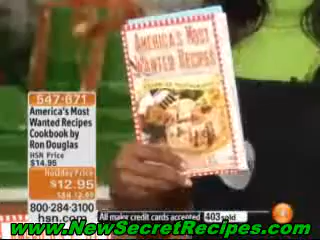 AMERICA'S MOST
WANTED RECIPES
547-671
America's Most
Wanted Recipes
Cookbook by
Ron Douglas
HSN Price
$14.95
Holiday Price
$12.95
800-284-3100
hsn.com
All major credit cards accepted
403 sold
www.NewSecretRecipes.com